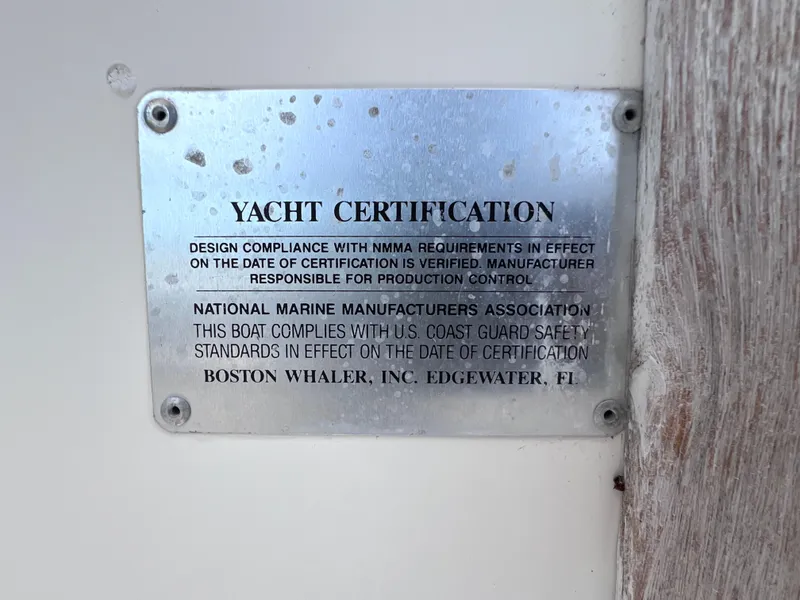 YACHT CERTIFICATION
DESIGN COMPLIANCE WITH NMMA REQUIREMENTS IN EFFECT
ON THE DATE OF CERTIFICATION IS VERIFIED. MANUFACTURER
RESPONSIBLE FOR PRODUCTION CONTROL
NATIONAL MARINE MANUFACTURERS ASSOCIATION
THIS BOAT COMPLIES WITH U.S. COAST GUARD SAFETY
STANDARDS IN EFFECT ON THE DATE OF CERTIFICATION
BOSTON WHALER, INC. EDGEWATER, FL